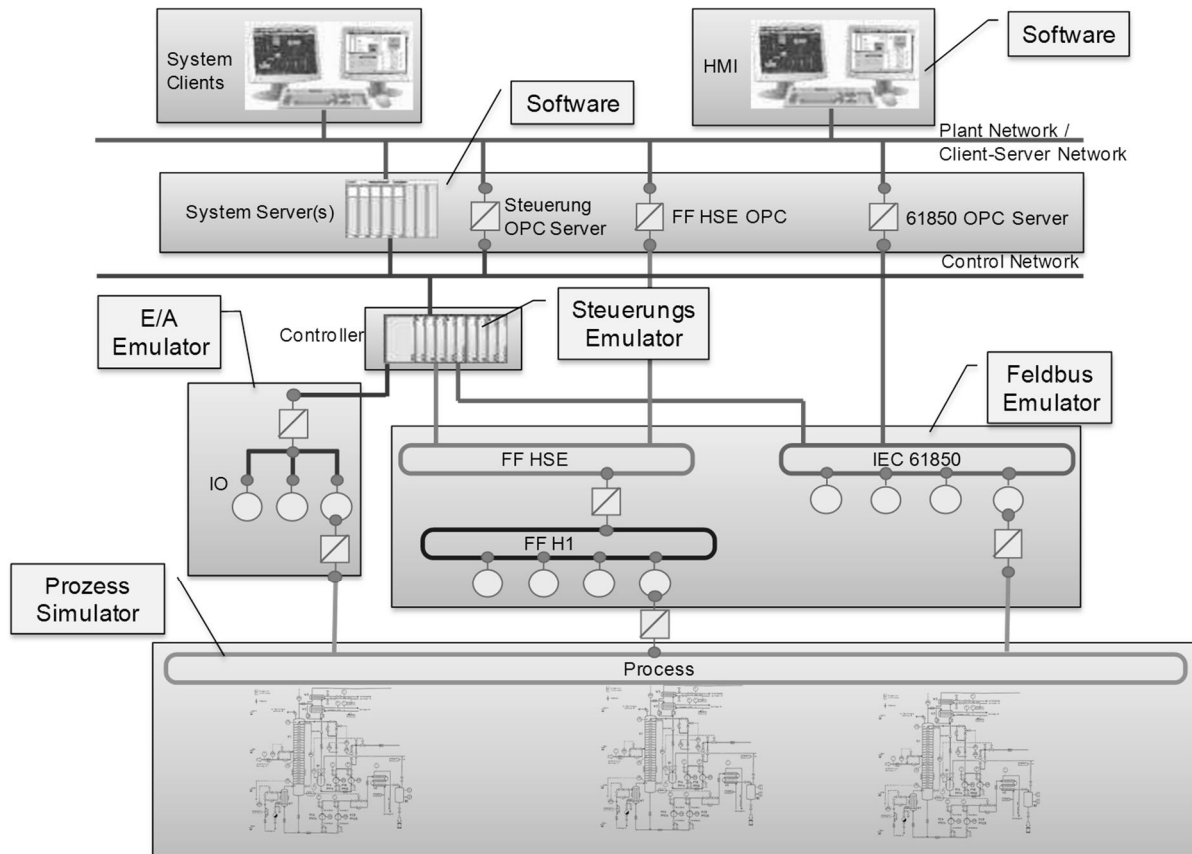 System
Clients
HMI
Software
Software
Plant Network /
Client-Server Network
System Server(s)
Steuerung
OPC Server
FF HSE OPC
61850 OPC Server
Control Network
E/A
Emulator
Controller
Steuerungs
Emulator
Feldbus
Emulator
FF HSE
IEC 61850
IO
FF H1
Prozess
Simulator
Process